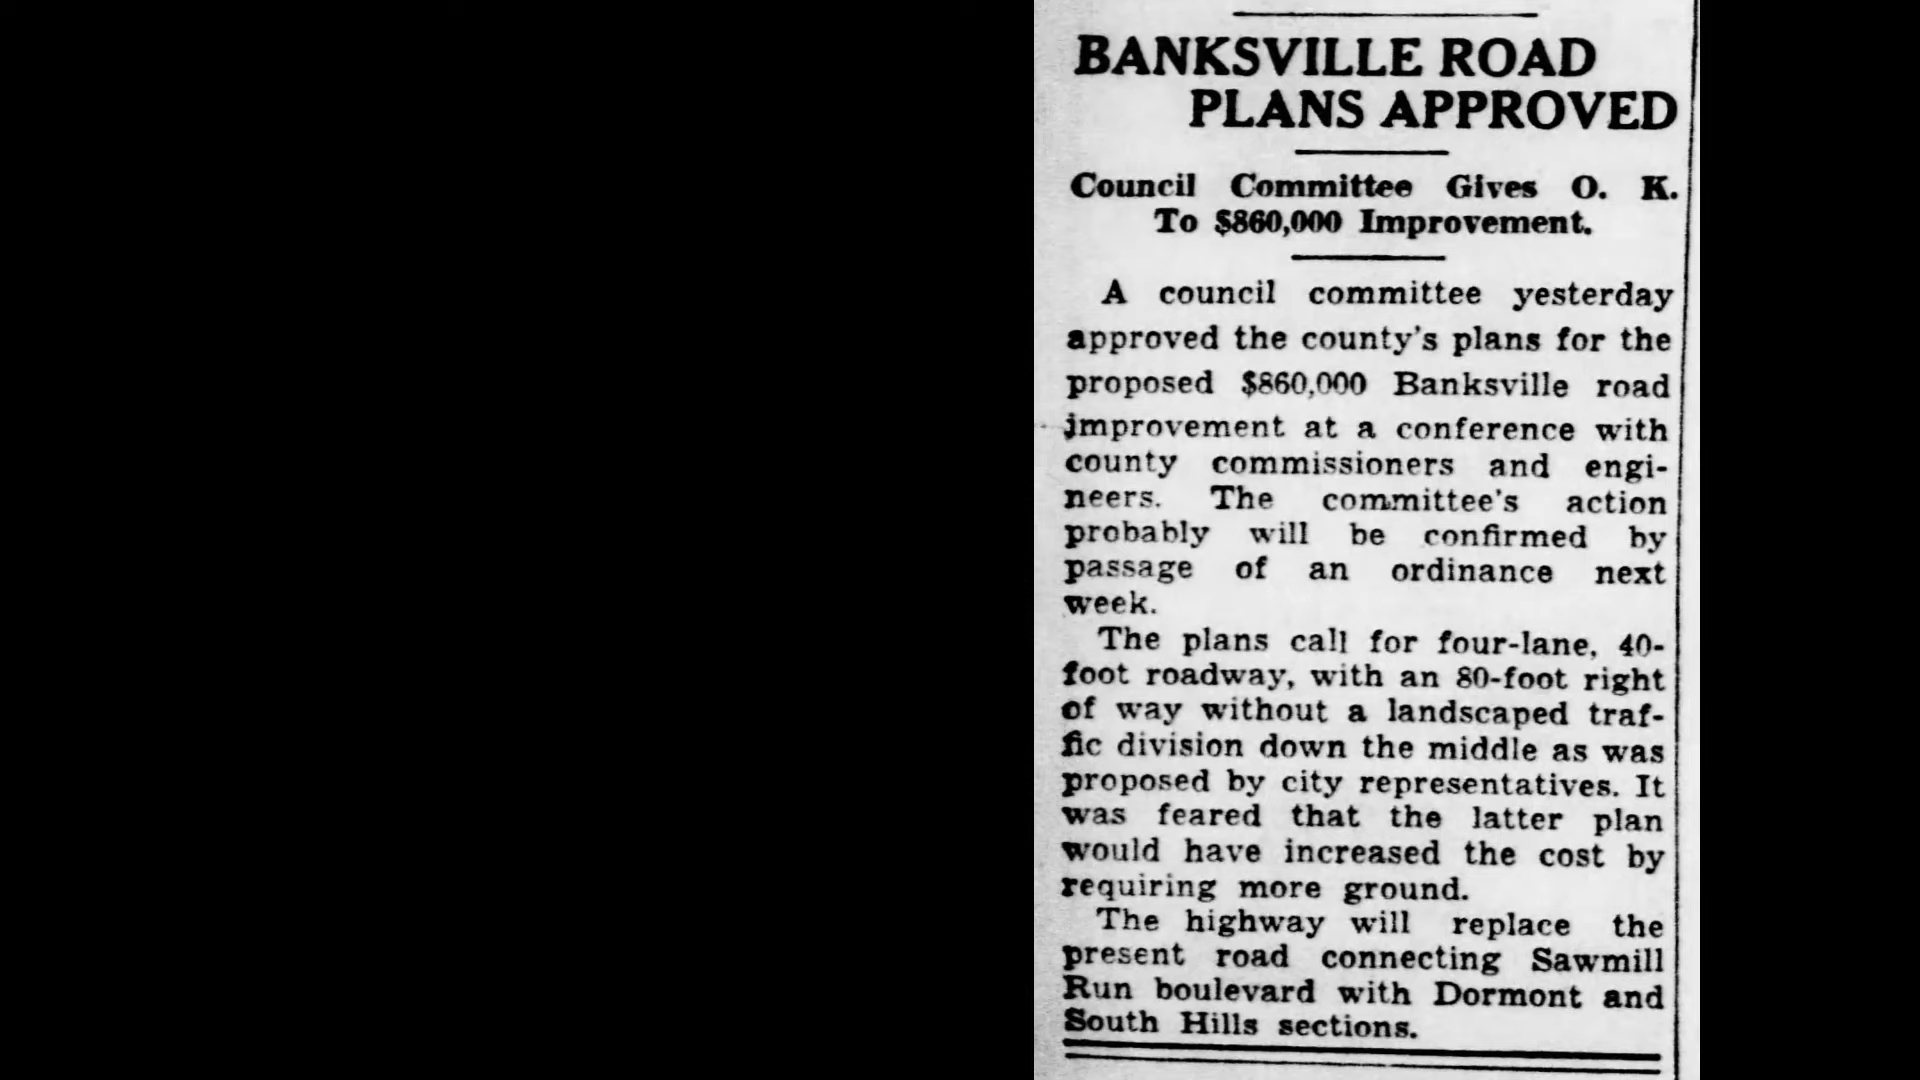 BANKSVILLE ROAD
PLANS APPROVED
Council Committee Gives O. K.
To $860,000 Improvement.
A council committee yesterday
approved the county's plans for the
proposed $860,000 Banksville road
improvement at a conference with
county commissioners and engi-
neers. The committee's action
probably will be confirmed by
passage of an ordinance next
week.
The plans call for four-lane, 40-
foot roadway, with an 80-foot right
of way without a landscaped traf-
fic division down the middle as was
proposed by city representatives. It
was feared that the latter plan
would have increased the cost by
requiring more ground.
The highway will replace the
present road connecting Sawmill
Run boulevard with Dormont and
South Hills sections.